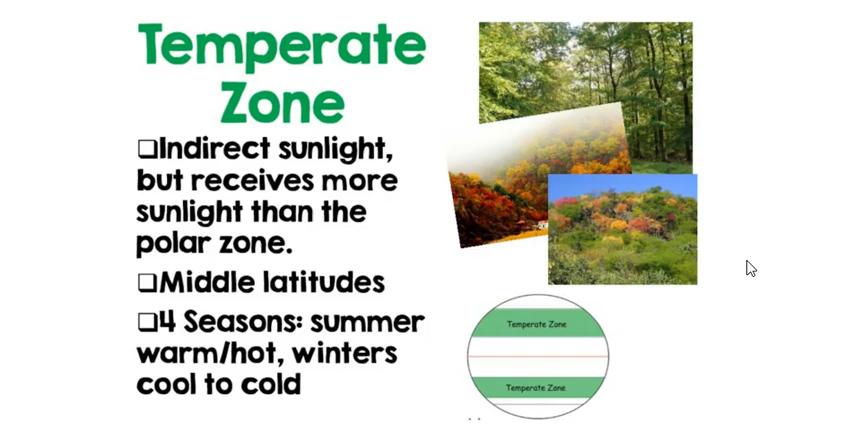 Temperate
Zone
❑Indirect sunlight,
but receives more
sunlight than the
polar zone.
❑Middle latitudes
❑4 Seasons: summer
warm/hot, winters
cool to cold
Temperate Zone
Temperate Zone